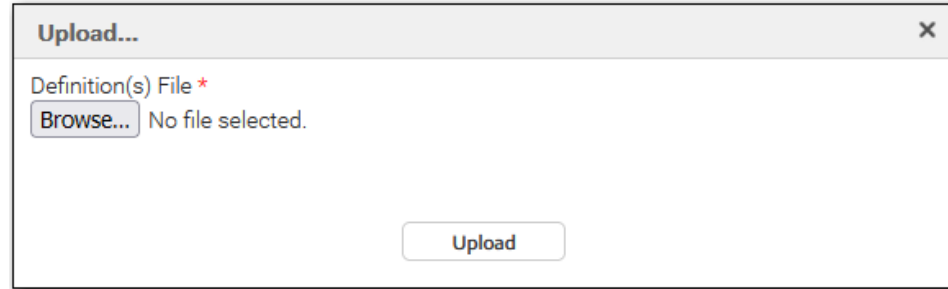 Upload...
Definition(s) File *
Browse... No file selected.
Upload